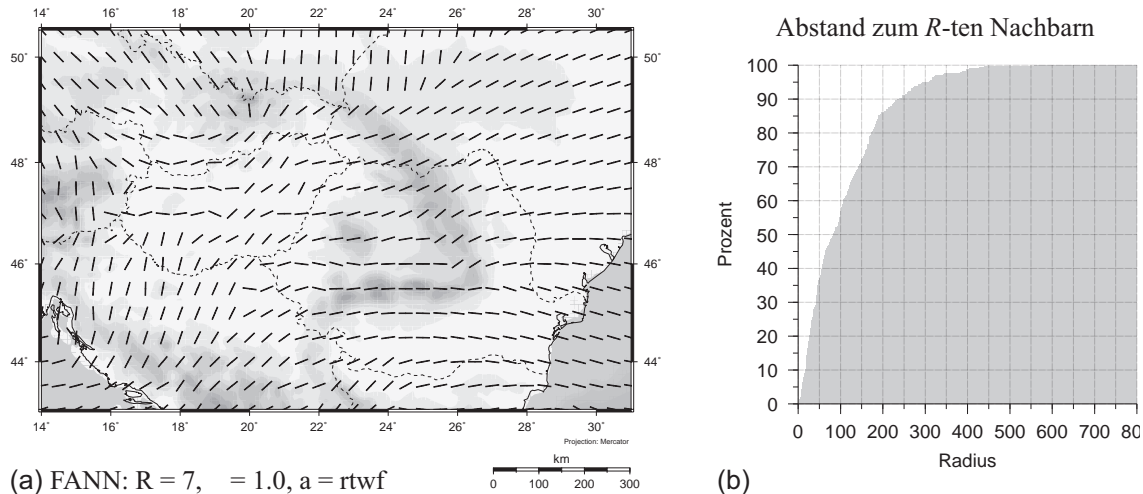 14˚ 16˚ 18˚ 20˚ 22˚ 24˚ 26˚ 28˚ 30˚
50˚ 50˚
48˚ 48˚
46˚ 46˚
44˚ 44˚
14˚ 16˚ 18˚ 20˚ 22˚ 24˚ 26˚ 28˚ 30˚
Projection: Mercator
km
0 100 200 300
(a) FANN: R = 7, = 1.0, a = rtwf
Abstand zum R-ten Nachbarn
Prozent
100
90
80
70
60
50
40
30
20
10
0
0 100 200 300 400 500 600 700 80
Radius
(b)